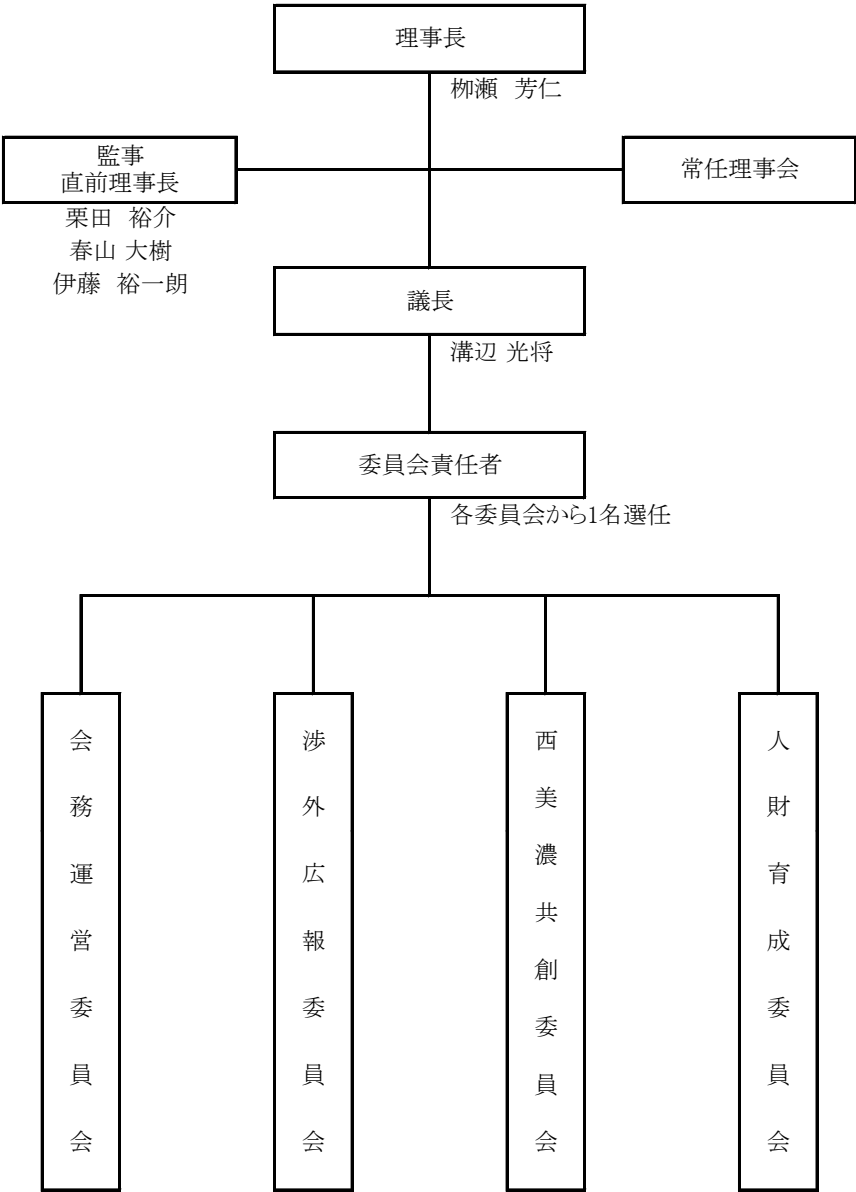 理事長
栁瀬 芳仁
監事
直前理事長
常任理事会
栗田 裕介
春山 大樹
伊藤 裕一朗
議長
溝辺 光将
委員会責任者
各委員会から1名選任
会務運営委員会
渉外広報委員会
西美濃共創委員会
人財育成委員会